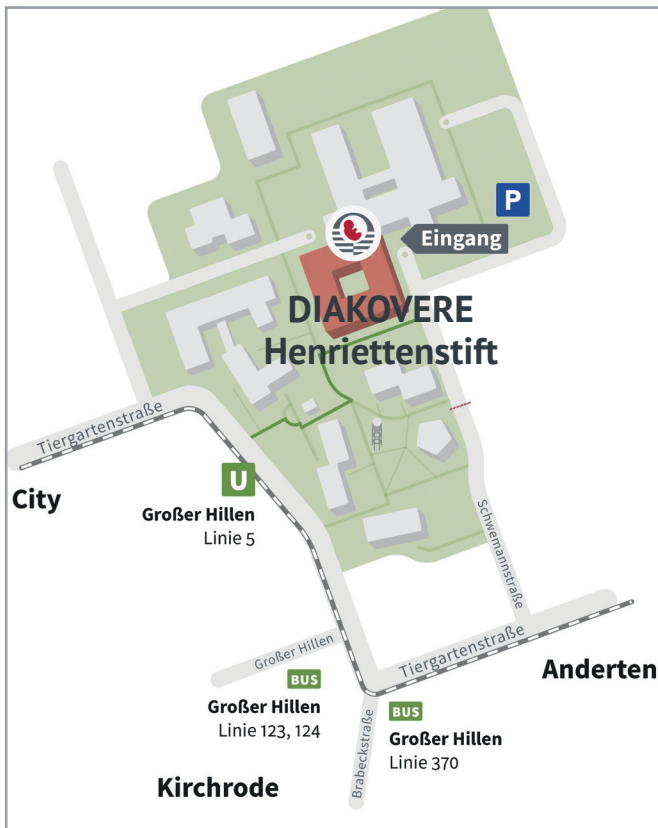 P
Eingang
DIAKOVERE
Henriettenstift
Tiergartenstraße
City
U
Großer Hillen
Linie 5
Schwemannstraße
Großer Hillen
Tiergartenstraße
Anderten
BUS
Großer Hillen
Linie 123, 124
BUS
Großer Hillen
Linie 370
Brabeckstraße
Kirchrode